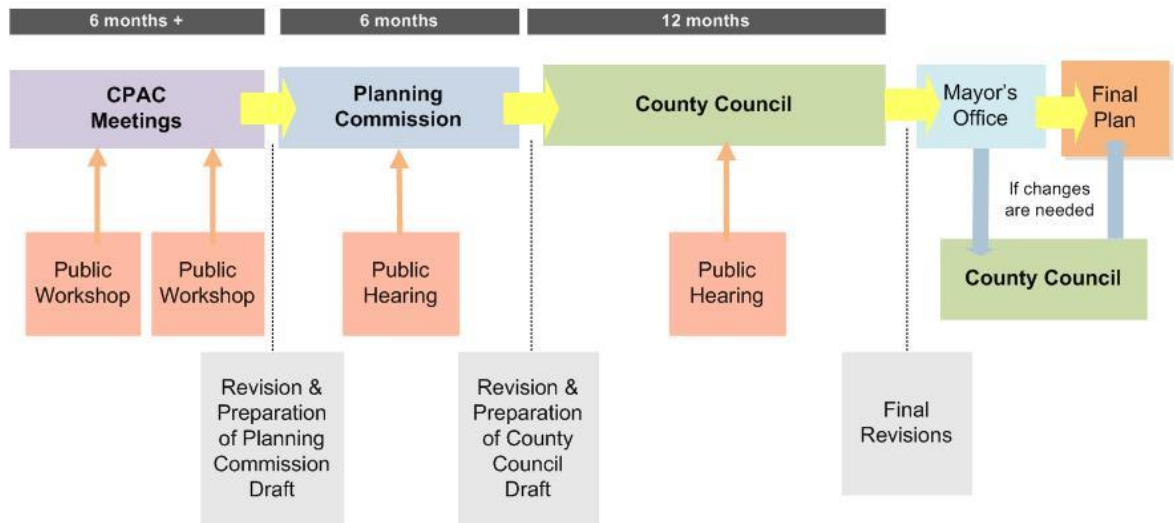 6 months +
6 months
12 months
CPAC
Meetings
Planning
Commission
County Council
Mayor's
Office
Final
Plan
If changes
are needed
Public
Workshop
Public
Workshop
Public
Hearing
Public
Hearing
County Council
Revision &
Preparation
of Planning
Commission
Draft
Revision &
Preparation
of County
Council
Draft
Final
Revisions